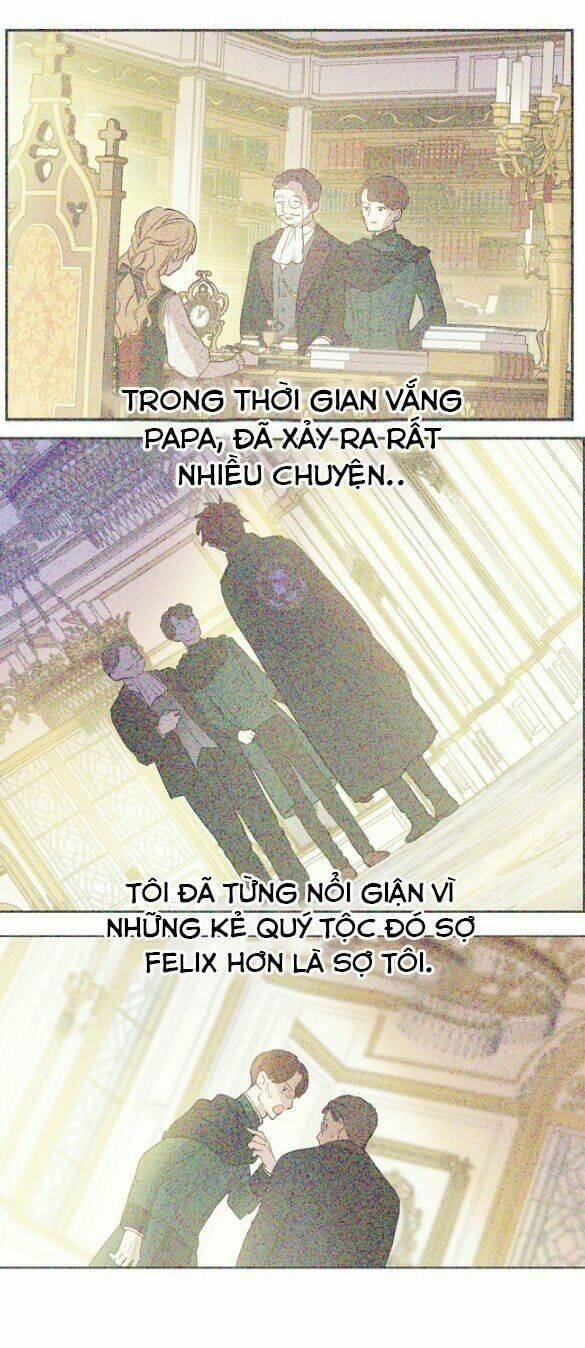 TRONG THỜI GIAN VẮNG
PAPA, ĐÃ XẢY RA RẤT
NHIỀU CHUYỆN..
TÔI ĐÃ TỪNG NỔI GIẬN VÌ
NHỮNG KẺ QUÝ TỘC ĐÓ SỢ
FELIX HƠN LÀ SỢ TÔI.